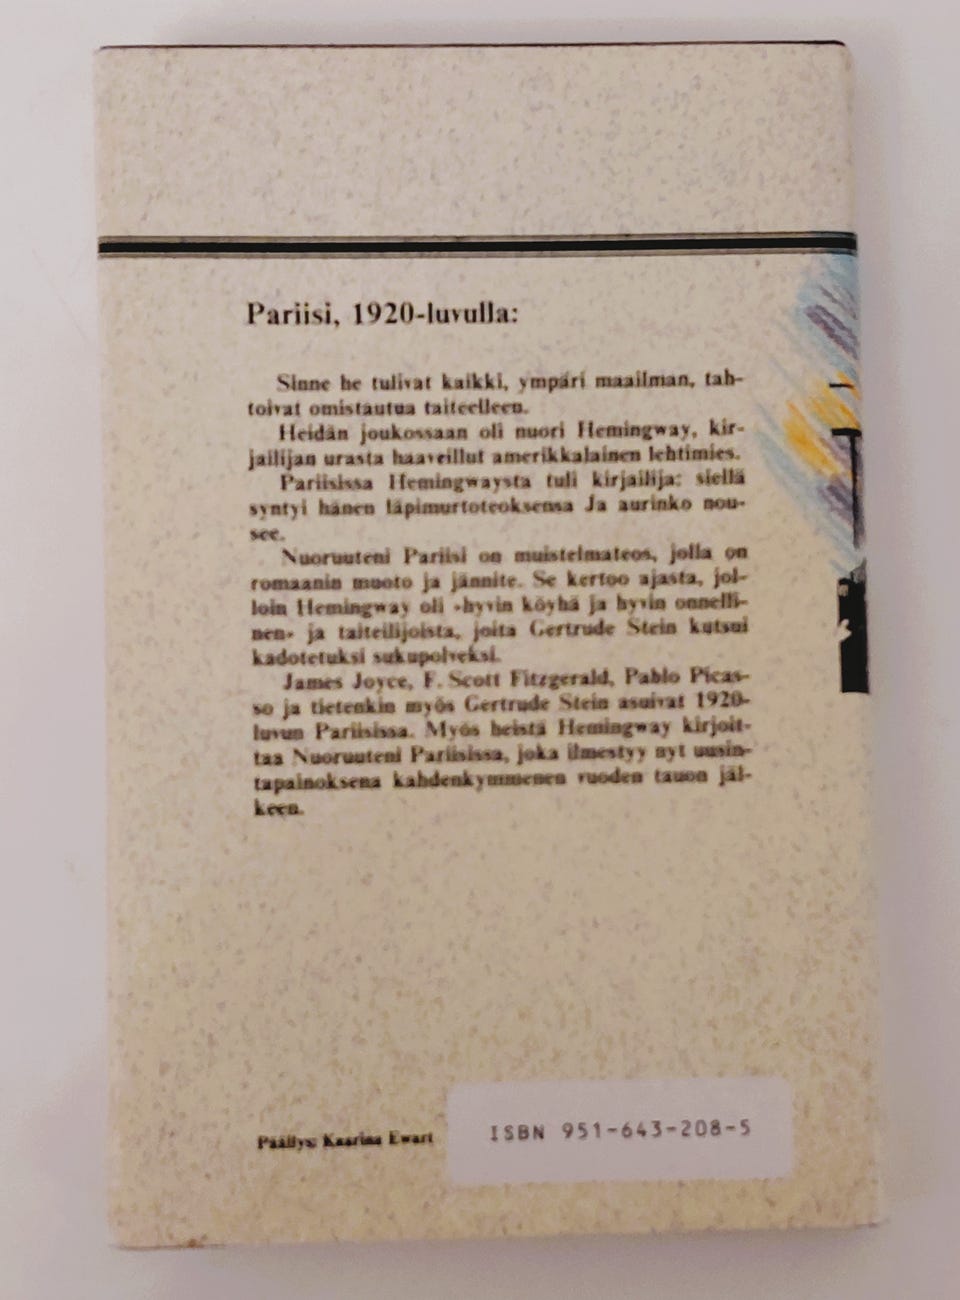 Pariisi, 1920-luvulla:
Sinne he tulivat kaikki, ympäri maailman, tah-
toivat omistautua taiteelleen.
Heidän joukossaan oli nuori Hemingway, kir-
jailijan urasta haaveillut amerikkalainen lehtimies.
Pariisissa Hemingwaysta tuli kirjailija: siellä
syntyi hänen läpimurtoteoksensa Ja aurinko nou-
see.
Nuoruuteni Pariisi on muistelmateos, jolla on
romaanin muoto ja jännite. Se kertoo ajasta, jol-
loin Hemingway oli »hyvin köyhä ja hyvin onnelli-
nen» ja taiteilijoista, joita Gertrude Stein kutsui
kadotetuksi sukupolveksi.
James Joyce, F. Scott Fitzgerald, Pablo Picas-
so ja tietenkin myös Gertrude Stein asuivat 1920-
luvun Pariisissa. Myös heistä Hemingway kirjoit-
taa Nuoruuteni Pariisissa, joka ilmestyy nyt uusin-
tapainoksena kahdenkymmenen vuoden tauon jäl-
keen.
Päällys: Kaarina Ewart
ISBN 951-643-208-5